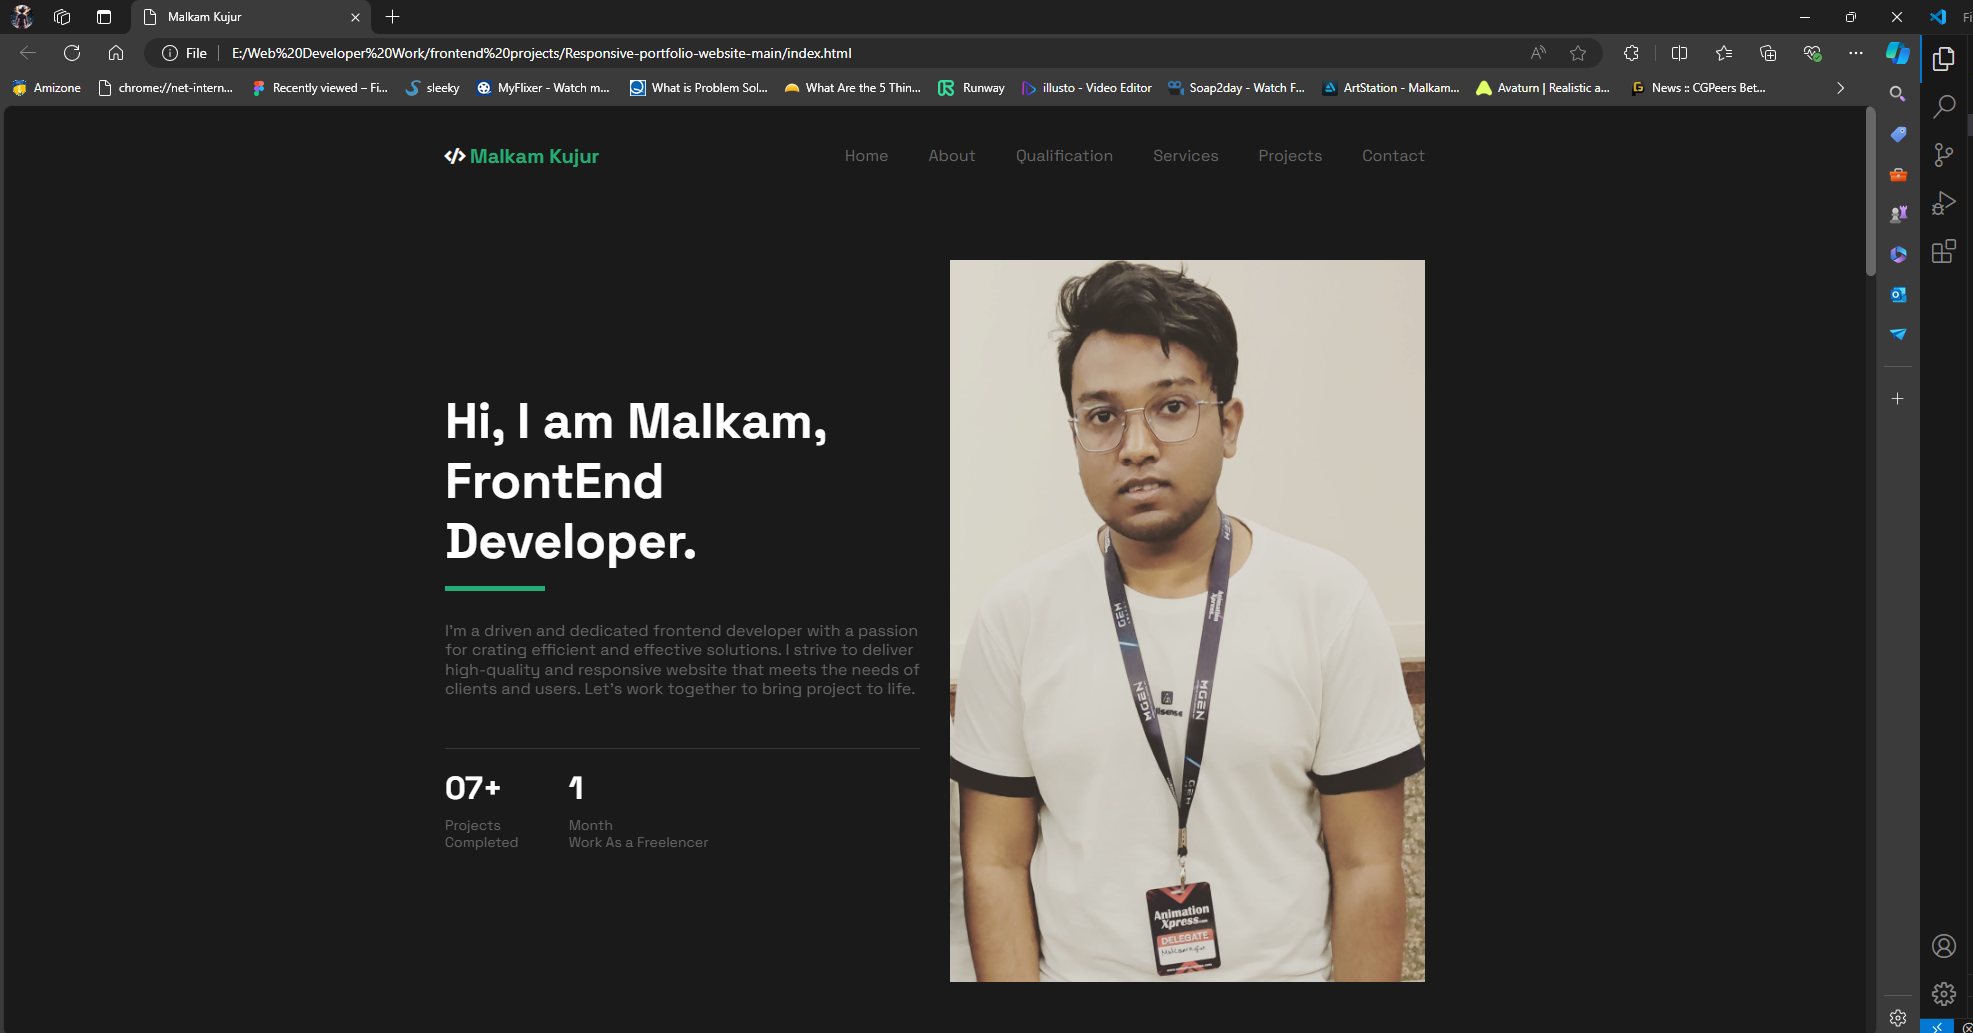 Malkam Kujur
File
E:/Web%20Developer%20Work/frontend%20projects/Responsive-portfolio-website-main/index.html
Amizone
chrome://net-intern...
Recently viewed – Fi...
sleeky
MyFlixer - Watch m...
What is Problem Sol...
What Are the 5 Thin...
Runway
illusto - Video Editor
Soap2day - Watch F...
ArtStation - Malkam...
Avaturn | Realistic a...
News :: CGPeers Bet...
</> Malkam Kujur
Home
About
Qualification
Services
Projects
Contact
Hi, I am Malkam,
FrontEnd
Developer.
I'm a driven and dedicated frontend developer with a passion
for crating efficient and effective solutions. I strive to deliver
high-quality and responsive website that meets the needs of
clients and users. Let's work together to bring project to life.
07+
Projects
Completed
1
Month
Work As a Freelencer
MGEN
MGEN
Animation
Xpress.com
DELEGATE
Malkam Kujur